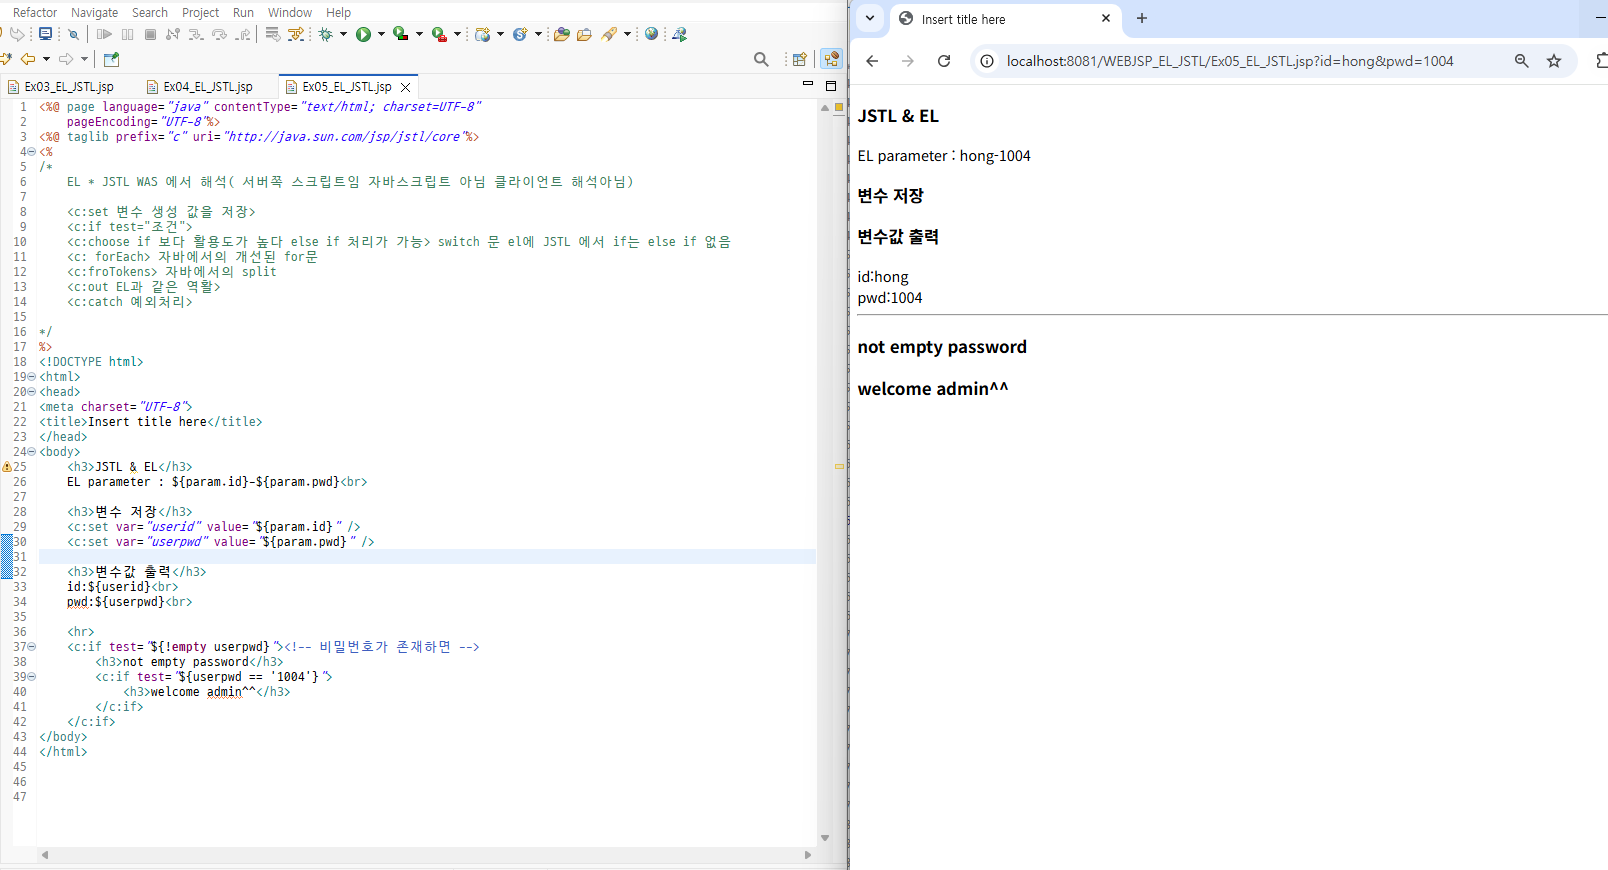 Refactor Navigate Search Project Run Window Help
Ex03_EL_JSTL.jsp Ex04_EL_JSTL.jsp Ex05_EL_JSTL.jsp
1 <%@ page language="java" contentType="text/html; charset=UTF-8"
2 pageEncoding="UTF-8"%>
3 <%@ taglib prefix="c" uri="http://java.sun.com/jsp/jstl/core"%>
4 <%
5 /*
6 EL * JSTL WAS 에서 해석( 서버쪽 스크립트임 자바스크립트 아님 클라이언트 해석아님)
7
8 <c:set 변수 생성 값을 저장>
9 <c:if test="조건">
10 <c:choose if 보다 활용도가 높다 else if 처리가 가능> switch 문 el에 JSTL 에서 if는 else if 없음
11 <c: forEach> 자바에서의 개선된 for문
12 <c:froTokens> 자바에서의 split
13 <c:out EL과 같은 역활>
14 <c:catch 예외처리>
15
16 */
17 %>
18 <!DOCTYPE html>
19 <html>
20 <head>
21 <meta charset="UTF-8">
22 <title>Insert title here</title>
23 </head>
24 <body>
25 <h3>JSTL & EL</h3>
26 EL parameter : ${param.id}-${param.pwd}<br>
27
28 <h3>변수 저장</h3>
29 <c:set var="userid" value="${param.id}" />
30 <c:set var="userpwd" value="${param.pwd}" />
31
32 <h3>변수값 출력</h3>
33 id:${userid}<br>
34 pwd:${userpwd}<br>
35
36 <hr>
37 <c:if test="${!empty userpwd}"><!-- 비밀번호가 존재하면 -->
38 <h3>not empty password</h3>
39 <c:if test="${userpwd == '1004'}">
40 <h3>welcome admin^^</h3>
41 </c:if>
42 </c:if>
43 </body>
44 </html>
45
46
47
Insert title here
localhost:8081/WEBJSP_EL_JSTL/Ex05_EL_JSTL.jsp?id=hong&pwd=1004
JSTL & EL
EL parameter : hong-1004
변수 저장
변수값 출력
id:hong
pwd:1004
not empty password
welcome admin^^